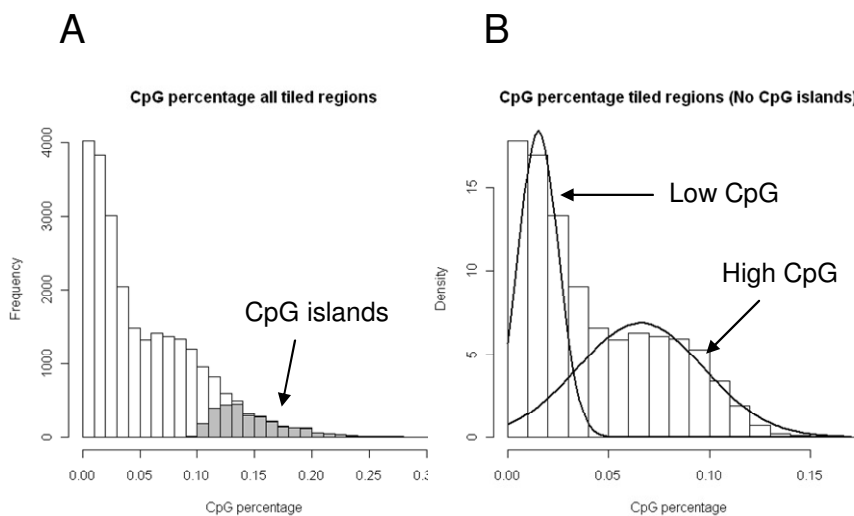 A
CpG percentage all tiled regions
Frequency
0
1000
2000
3000
4000
CpG islands
0.00 0.05 0.10 0.15 0.20 0.25
CpG percentage
B
CpG percentage tiled regions (No CpG islands)
Density
0
5
10
15
Low CpG
High CpG
0.00 0.05 0.10 0.15
CpG percentage